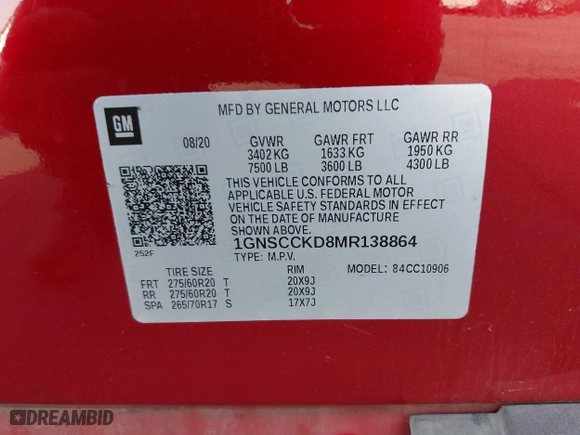 GM
MFD BY GENERAL MOTORS LLC
08/20 GVWR GAWR FRT GAWR RR
3402 KG 1633 KG 1950 KG
7500 LB 3600 LB 4300 LB
THIS VEHICLE CONFORMS TO ALL
APPLICABLE U.S. FEDERAL MOTOR
VEHICLE SAFETY STANDARDS IN EFFECT
ON THE DATE OF MANUFACTURE
SHOWN ABOVE.
252F
1GNSCCKD8MR138864
TYPE: M.P.V.
TIRE SIZE RIM MODEL: 84CC10906
FRT 275/60R20 T 20X9J
RR 275/60R20 T 20X9J
SPA 265/70R17 S 17X7J
DREAMBID